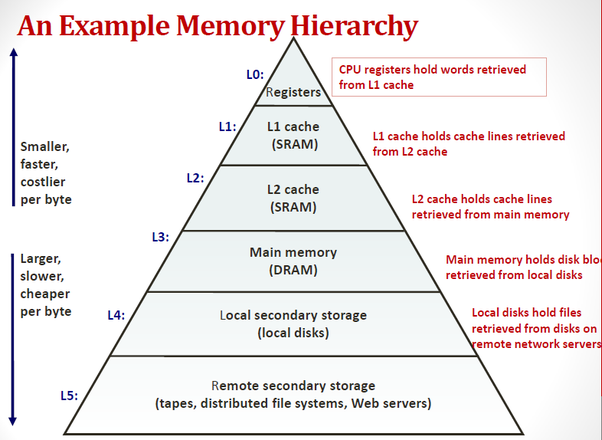 An Example Memory Hierarchy
L0:
Registers
CPU registers hold words retrieved
from L1 cache
L1:
L1 cache
(SRAM)
L1 cache holds cache lines retrieved
from L2 cache
Smaller,
faster,
costlier
per byte
L2:
L2 cache
(SRAM)
L2 cache holds cache lines
retrieved from main memory
L3:
Main memory
(DRAM)
Main memory holds disk blo
retrieved from local disks
Larger,
slower,
cheaper
per byte
L4:
Local secondary storage
(local disks)
Local disks hold files
retrieved from disks on
remote network servers
L5:
Remote secondary storage
(tapes, distributed file systems, Web servers)